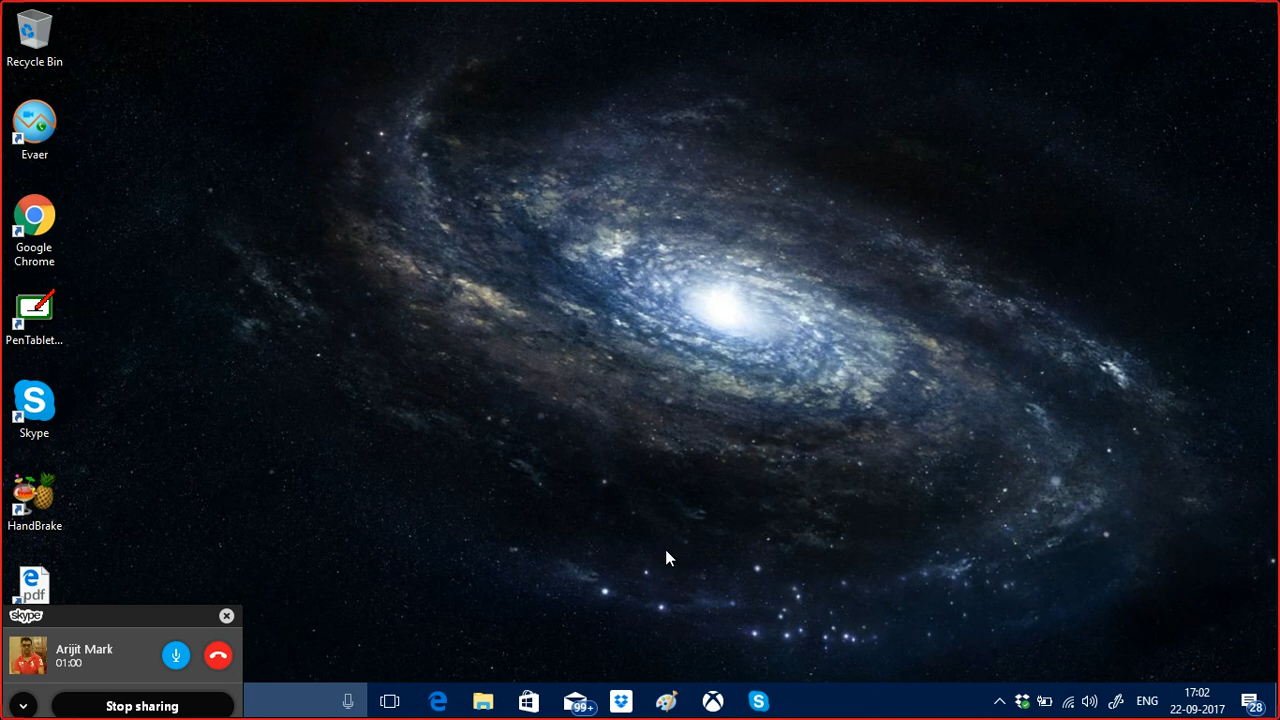 Recycle Bin
Evaer
Google
Chrome
PenTablet...
S
Skype
HandBrake
pdf
skype
Arijit Mark
01:00
Stop sharing
99+
ENG
17:02
22-09-2017
28